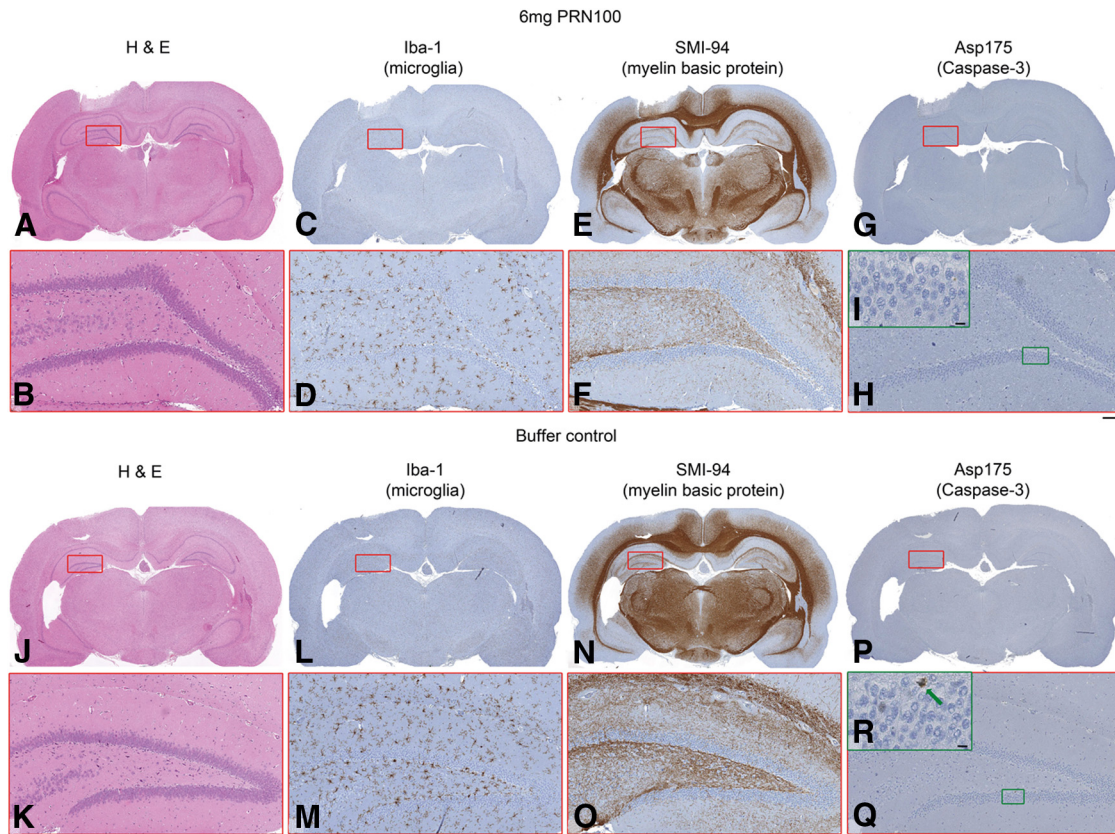 6mg PRN100
H & E
Iba-1
(microglia)
SMI-94
(myelin basic protein)
Asp175
(Caspase-3)
A
C
E
G
B
D
F
I
H
Buffer control
H & E
Iba-1
(microglia)
SMI-94
(myelin basic protein)
Asp175
(Caspase-3)
J
L
N
P
K
M
O
R
Q